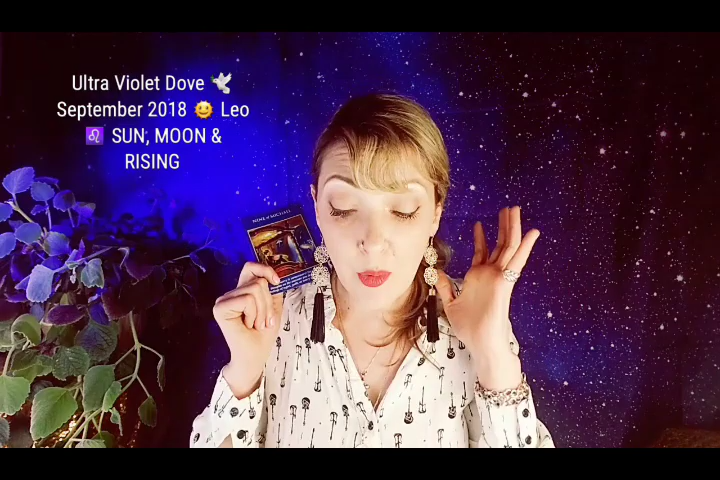 Ultra Violet Dove 🕊️
September 2018 🌞 Leo
♌ SUN, MOON &
RISING